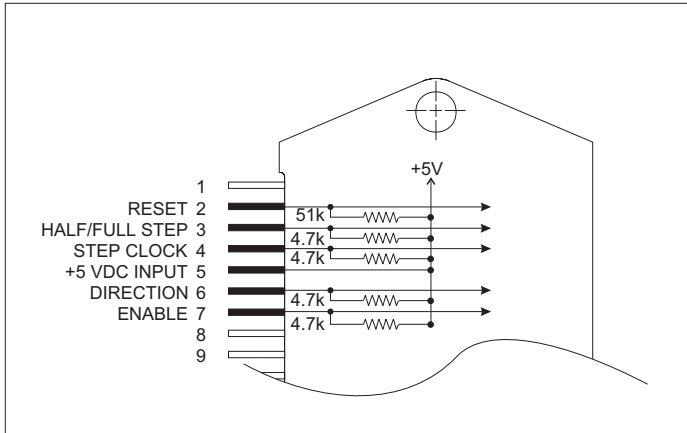 +5V
1
RESET 2
51k
HALF/FULL STEP 3
4.7k
STEP CLOCK 4
4.7k
+5 VDC INPUT 5
DIRECTION 6
4.7k
ENABLE 7
4.7k
8
9